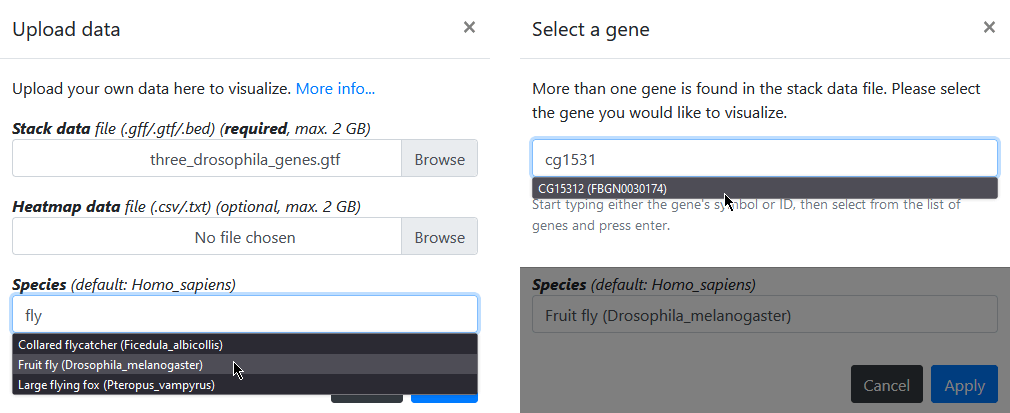 Upload data ×
Upload your own data here to visualize. More info...
Stack data file (.gff/.gtf/.bed) (required, max. 2 GB)
three_drosophila_genes.gtf Browse
Heatmap data file (.csv/.txt) (optional, max. 2 GB)
No file chosen Browse
Species (default: Homo_sapiens)
fly
Collared flycatcher (Ficedula_albicollis)
Fruit fly (Drosophila_melanogaster)
Large flying fox (Pteropus_vampyrus)
Select a gene ×
More than one gene is found in the stack data file. Please select
the gene you would like to visualize.
cg1531
CG15312 (FBGN0030174)
Start typing either the gene's symbol or ID, then select from the list of
genes and press enter.
Species (default: Homo_sapiens)
Fruit fly (Drosophila_melanogaster)
Cancel Apply